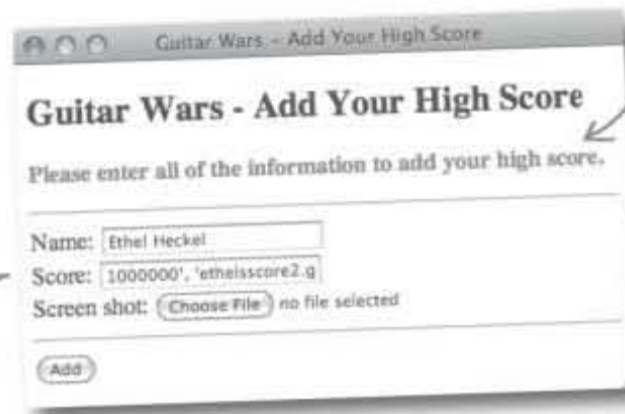 Guitar Wars - Add Your High Score
Guitar Wars - Add Your High Score
Please enter all of the information to add your high score.
Name: Ethel Heckel
Score: 1000000', 'ethelsscore2.g
Screen shot: Choose File no file selected
Add